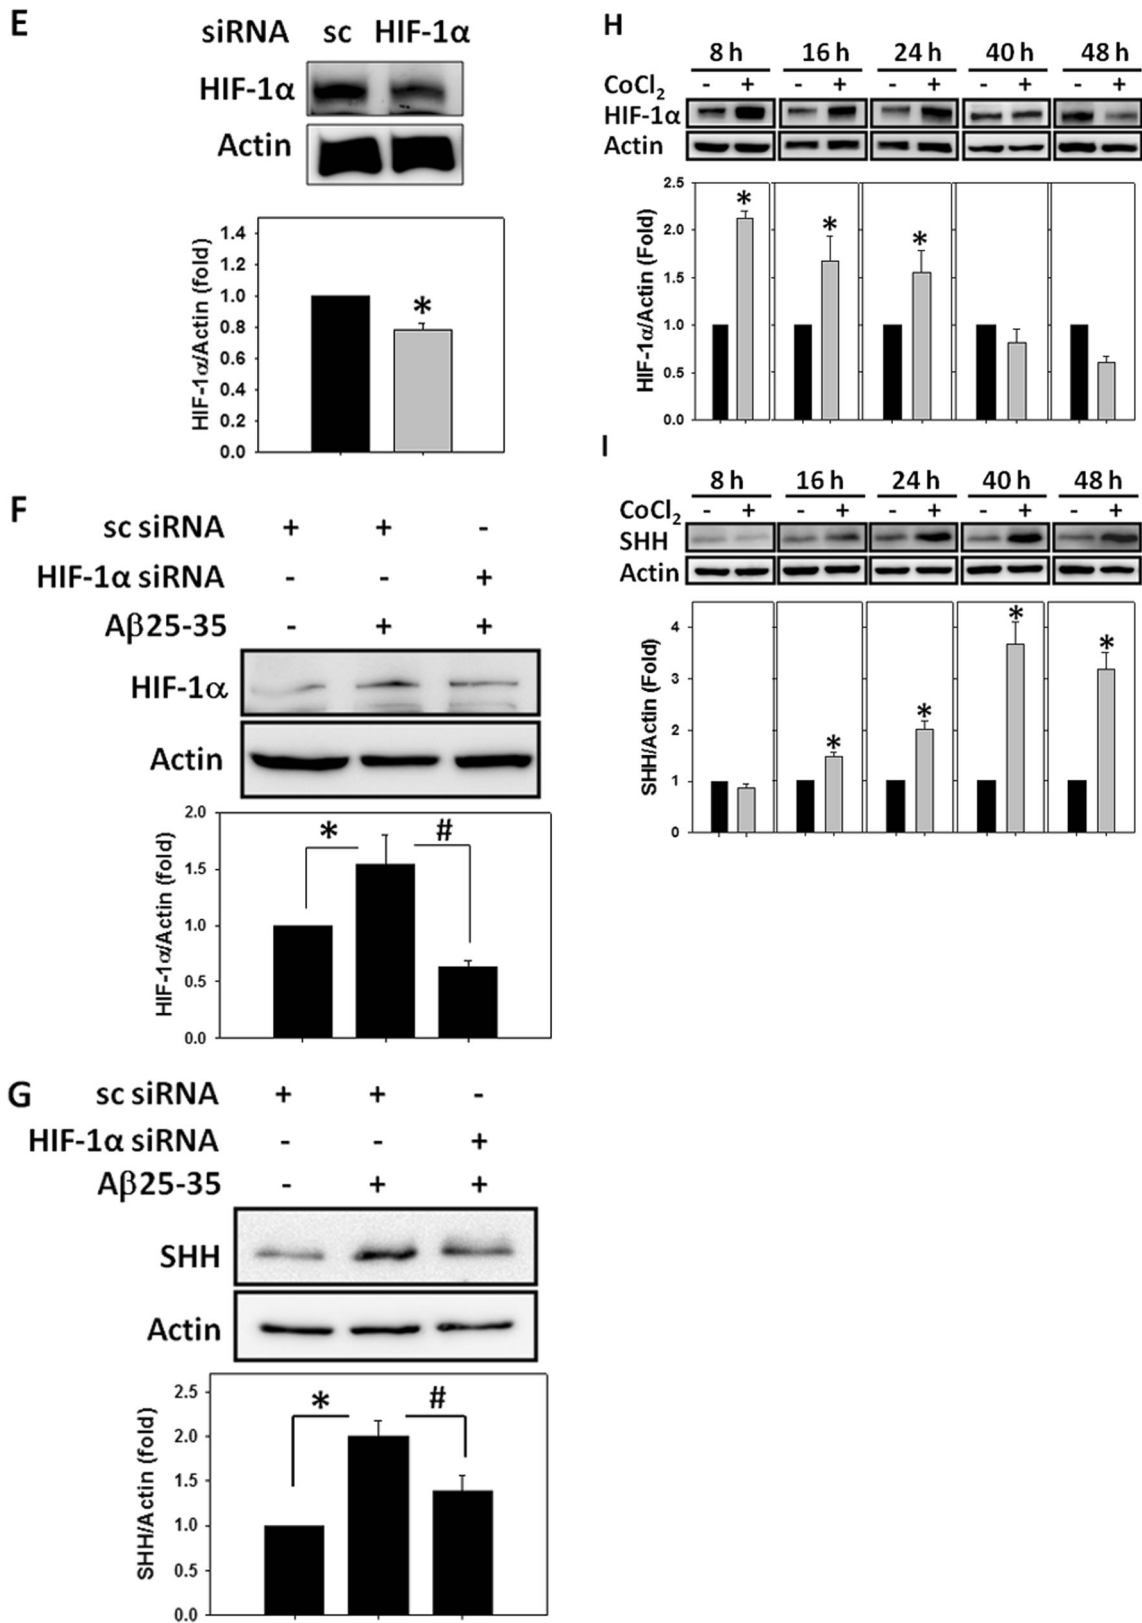 E
siRNA sc HIF-1α
HIF-1α
Actin
HIF-1α/Actin (fold)
1.4
1.2
1.0
0.8
0.6
0.4
0.2
0.0
*
F
sc siRNA + + -
HIF-1α siRNA - - +
Aβ25-35 - + +
HIF-1α
Actin
HIF-1α/Actin (fold)
2.0
1.5
1.0
0.5
0.0
* #
G
sc siRNA + + -
HIF-1α siRNA - - +
Aβ25-35 - + +
SHH
Actin
SHH/Actin (fold)
2.5
2.0
1.5
1.0
0.5
0.0
* #
H
8 h 16 h 24 h 40 h 48 h
CoCl2 - + - + - + - + - +
HIF-1α
Actin
HIF-1α/Actin (Fold)
2.5
2.0
1.5
1.0
0.5
0.0
* * *
I
8 h 16 h 24 h 40 h 48 h
CoCl2 - + - + - + - + - +
SHH
Actin
SHH/Actin (Fold)
4
3
2
1
0
* * * *